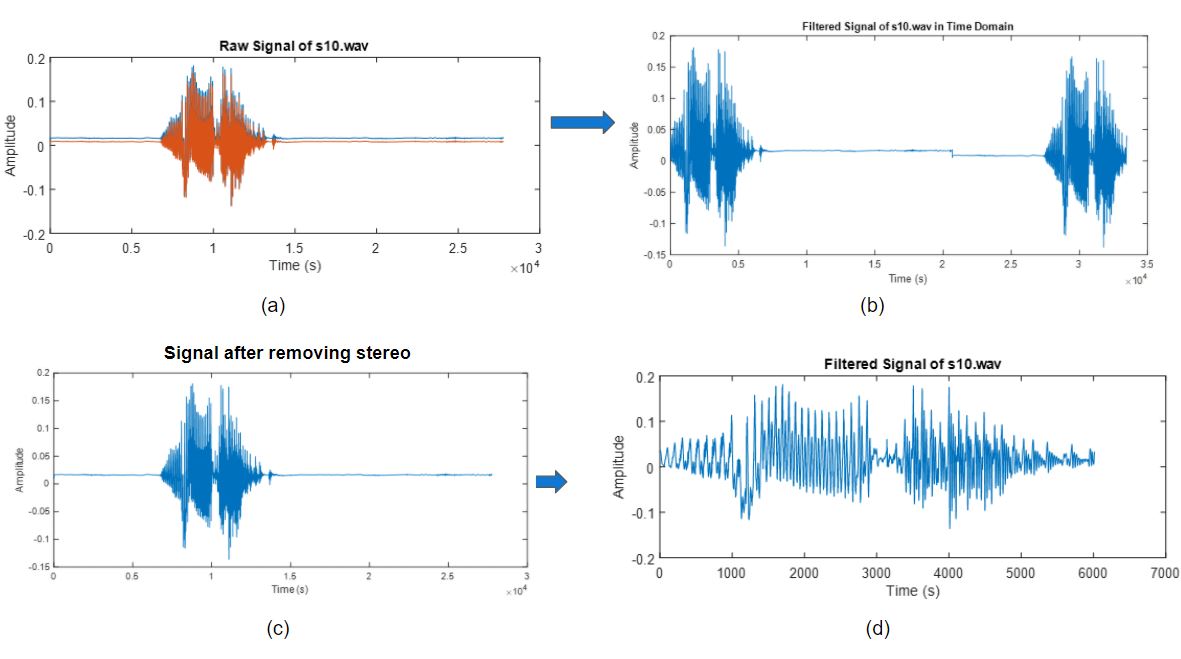 Raw Signal of s10.wav
0.2
0.1
0
-0.1
-0.2
Amplitude
0 0.5 1 1.5 2 2.5 3
Time (s)
×10⁴
(a)
Filtered Signal of s10.wav in Time Domain
0.2
0.15
0.1
0.05
0
-0.05
-0.1
-0.15
Amplitude
0 0.5 1 1.5 2 2.5 3 3.5
Time (s)
×10⁴
(b)
Signal after removing stereo
0.2
0.15
0.1
0.05
0
-0.05
-0.1
-0.15
Amplitude
0 0.5 1 1.5 2 2.5 3
Time (s)
×10⁴
(c)
Filtered Signal of s10.wav
0.2
0.1
0
-0.1
-0.2
Amplitude
0 1000 2000 3000 4000 5000 6000 7000
Time (s)
(d)